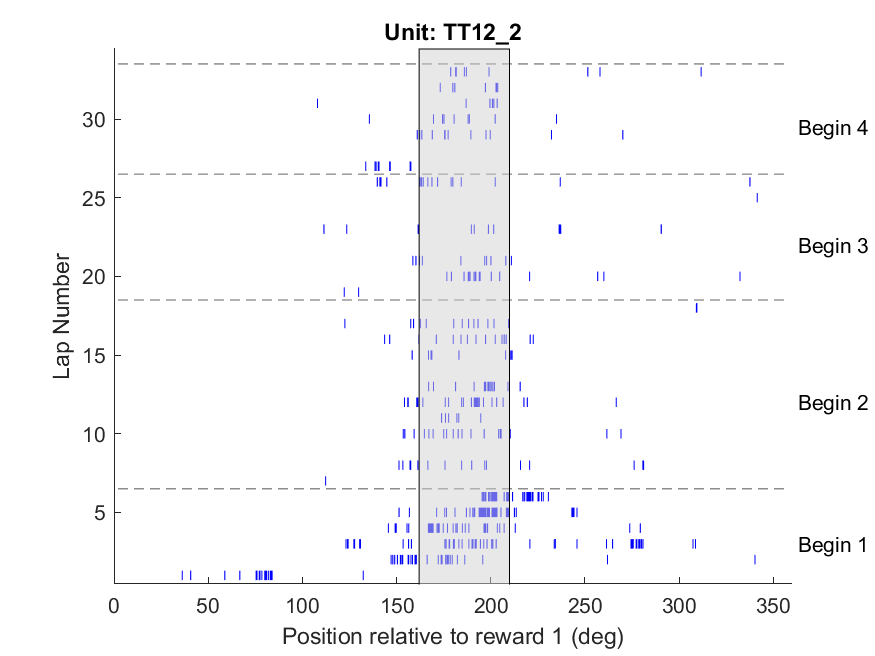 Unit: TT12_2
Begin 4
30
25
Begin 3
20
Lap Number
15
Begin 2
10
5
Begin 1
0 50 100 150 200 250 300 350
Position relative to reward 1 (deg)